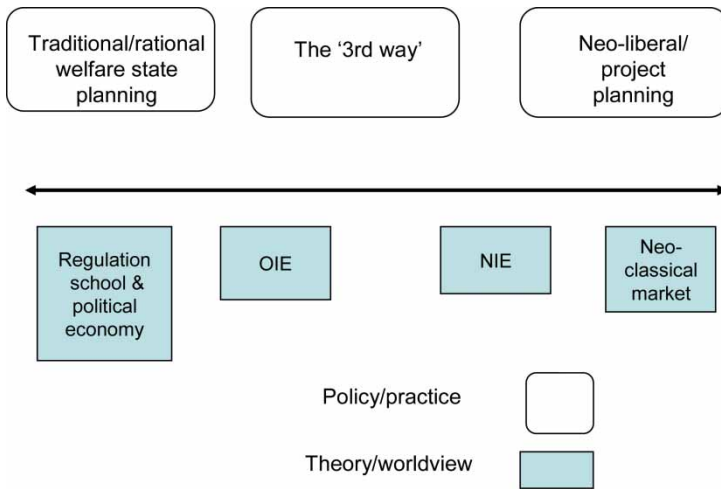 Traditional/rational
welfare state
planning
The ‘3rd way’
Neo-liberal/
project
planning
Regulation
school &
political
economy
OIE
NIE
Neo-
classical
market
Policy/practice
Theory/worldview